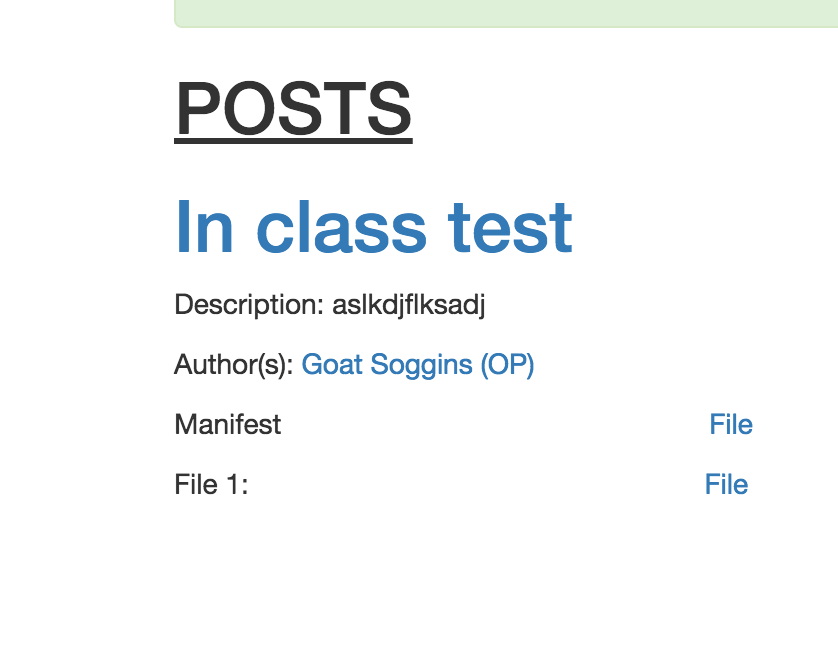 POSTS
In class test
Description: aslkdjflksadj
Author(s): Goat Soggins (OP)
Manifest File
File 1: File